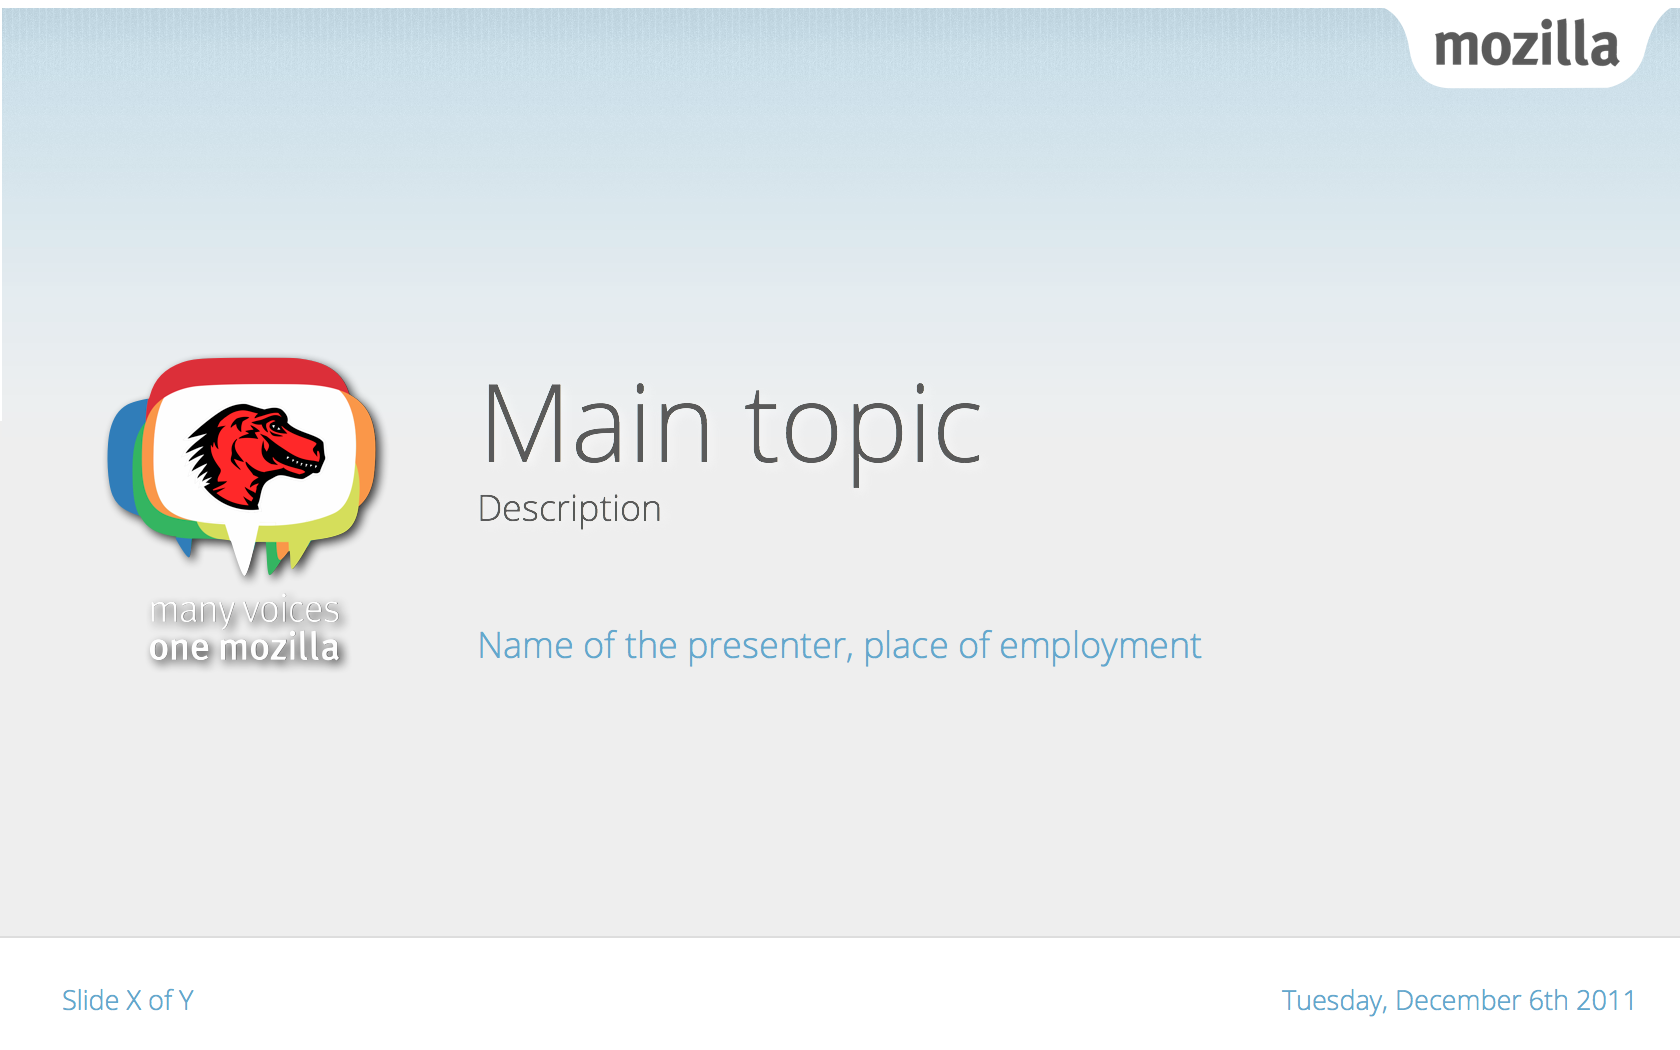 mozilla
Main topic
Description
many voices
one mozilla
Name of the presenter, place of employment
Slide X of Y
Tuesday, December 6th 2011